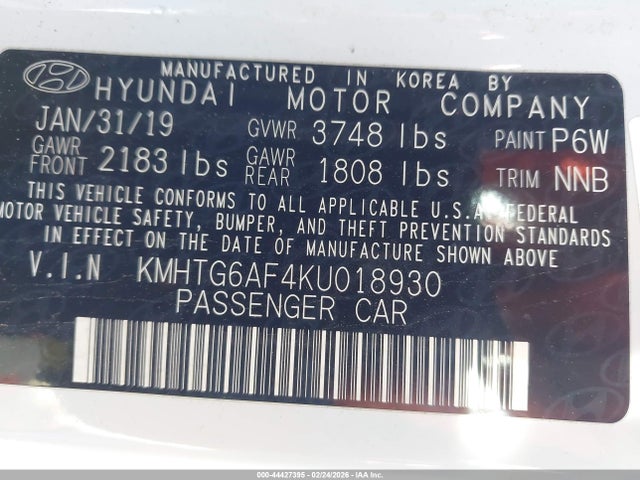 MANUFACTURED IN KOREA BY
HYUNDAI MOTOR COMPANY
JAN/31/19 GVWR 3748 lbs PAINT P6W
GAWR FRONT 2183 lbs GAWR REAR 1808 lbs TRIM NNB
THIS VEHICLE CONFORMS TO ALL APPLICABLE U.S.A. FEDERAL
MOTOR VEHICLE SAFETY, BUMPER, AND THEFT PREVENTION STANDARDS
IN EFFECT ON THE DATE OF MANUFACTURE SHOWN ABOVE
V.I.N KMHTG6AF4KU018930
PASSENGER CAR
000-44427395 - 02/24/2026 - IAA Inc.